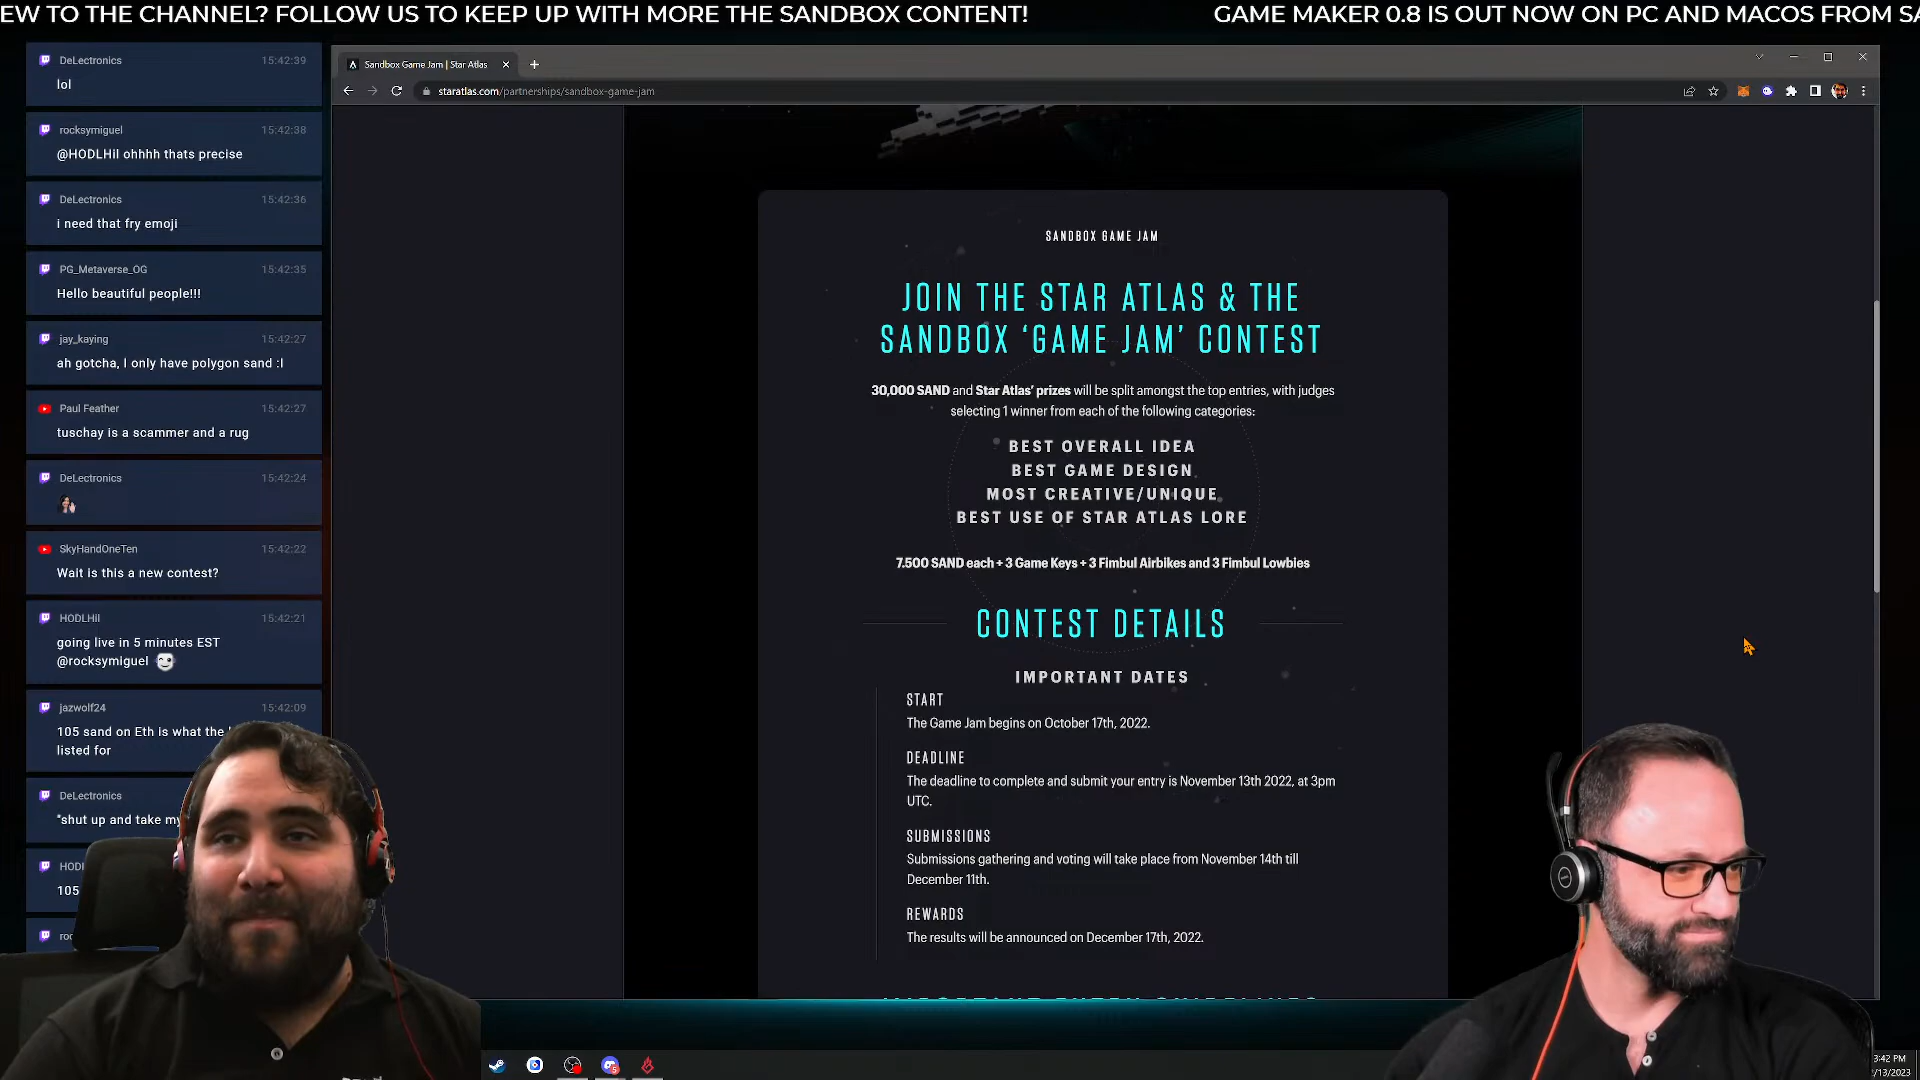 EW TO THE CHANNEL? FOLLOW US TO KEEP UP WITH MORE THE SANDBOX CONTENT!
GAME MAKER 0.8 IS OUT NOW ON PC AND MACOS FROM SA
DeLectronics 15:42:39
lol
rocksymiguel 15:42:38
@HODLHil ohhhh thats precise
DeLectronics 15:42:36
i need that fry emoji
PG_Metaverse_OG 15:42:35
Hello beautiful people!!!
jay_kaying 15:42:27
ah gotcha, I only have polygon sand :l
Paul Feather 15:42:27
tuschay is a scammer and a rug
DeLectronics 15:42:24
SkyHandOneTen 15:42:22
Wait is this a new contest?
HODLHil 15:42:21
going live in 5 minutes EST
@rocksymiguel
jazwolf24 15:42:09
105 sand on Eth is what the
listed for
DeLectronics
"shut up and take my
HODL
105
Sandbox Game Jam | Star Atlas
staratlas.com/partnerships/sandbox-game-jam
SANDBOX GAME JAM
JOIN THE STAR ATLAS & THE
SANDBOX ‘GAME JAM’ CONTEST
30,000 SAND and Star Atlas’ prizes will be split amongst the top entries, with judges
selecting 1 winner from each of the following categories:
BEST OVERALL IDEA
BEST GAME DESIGN
MOST CREATIVE/UNIQUE
BEST USE OF STAR ATLAS LORE
7.500 SAND each + 3 Game Keys + 3 Fimbul Airbikes and 3 Fimbul Lowbies
CONTEST DETAILS
IMPORTANT DATES
START
The Game Jam begins on October 17th, 2022.
DEADLINE
The deadline to complete and submit your entry is November 13th 2022, at 3pm
UTC.
SUBMISSIONS
Submissions gathering and voting will take place from November 14th till
December 11th.
REWARDS
The results will be announced on December 17th, 2022.
3:42 PM
/13/2023